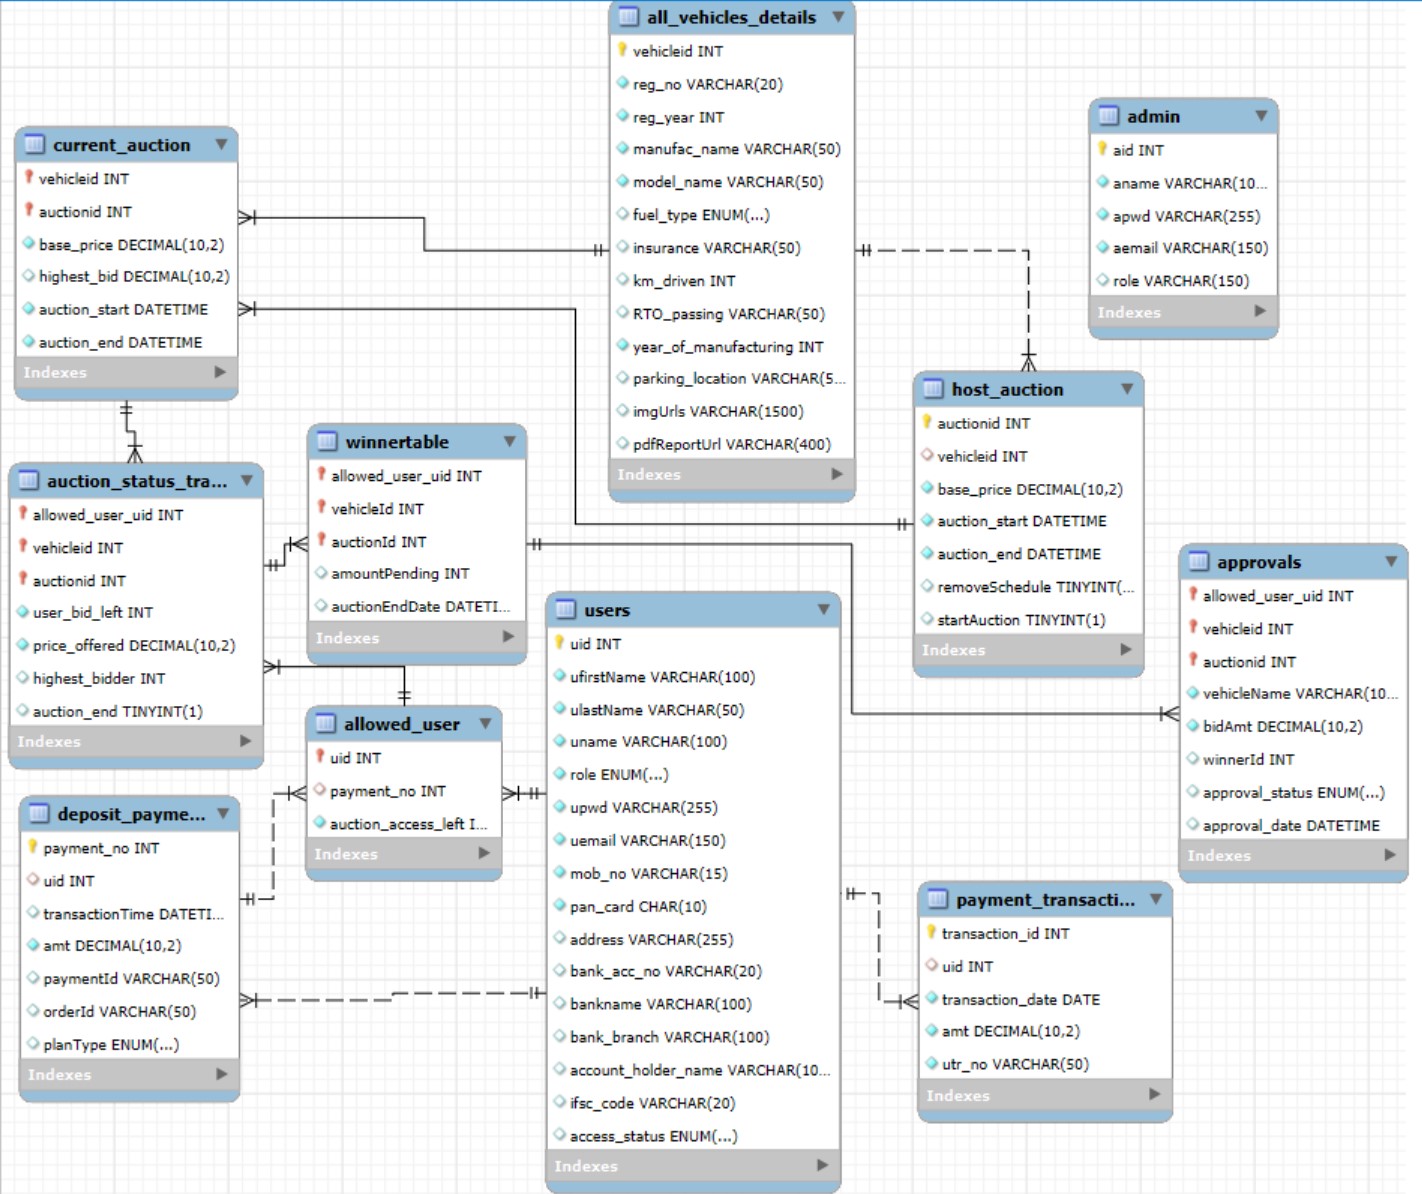 all_vehicles_details
vehicleid INT
reg_no VARCHAR(20)
reg_year INT
manufac_name VARCHAR(50)
model_name VARCHAR(50)
fuel_type ENUM(...)
insurance VARCHAR(50)
km_driven INT
RTO_passing VARCHAR(50)
year_of_manufacturing INT
parking_location VARCHAR(5...
imgUrls VARCHAR(1500)
pdfReportUrl VARCHAR(400)
Indexes
admin
aid INT
aname VARCHAR(10...
apwd VARCHAR(255)
aemail VARCHAR(150)
role VARCHAR(150)
Indexes
current_auction
vehicleid INT
auctionid INT
base_price DECIMAL(10,2)
highest_bid DECIMAL(10,2)
auction_start DATETIME
auction_end DATETIME
Indexes
host_auction
auctionid INT
vehicleid INT
base_price DECIMAL(10,2)
auction_start DATETIME
auction_end DATETIME
removeSchedule TINYINT(...
startAuction TINYINT(1)
Indexes
winnertable
allowed_user_uid INT
vehicleId INT
auctionId INT
amountPending INT
auctionEndDate DATETI...
Indexes
auction_status_tra...
allowed_user_uid INT
vehicleid INT
auctionid INT
user_bid_left INT
price_offered DECIMAL(10,2)
highest_bidder INT
auction_end TINYINT(1)
Indexes
approvals
allowed_user_uid INT
vehicleid INT
auctionid INT
vehicleName VARCHAR(10...
bidAmt DECIMAL(10,2)
winnerId INT
approval_status ENUM(...)
approval_date DATETIME
Indexes
users
uid INT
ufirstName VARCHAR(100)
ulastName VARCHAR(50)
uname VARCHAR(100)
role ENUM(...)
upwd VARCHAR(255)
uemail VARCHAR(150)
mob_no VARCHAR(15)
pan_card CHAR(10)
address VARCHAR(255)
bank_acc_no VARCHAR(20)
bankname VARCHAR(100)
bank_branch VARCHAR(100)
account_holder_name VARCHAR(10...
ifsc_code VARCHAR(20)
access_status ENUM(...)
Indexes
allowed_user
uid INT
payment_no INT
auction_access_left I...
Indexes
deposit_payme...
payment_no INT
uid INT
transactionTime DATETI...
amt DECIMAL(10,2)
paymentId VARCHAR(50)
orderId VARCHAR(50)
planType ENUM(...)
Indexes
payment_transacti...
transaction_id INT
uid INT
transaction_date DATE
amt DECIMAL(10,2)
utr_no VARCHAR(50)
Indexes